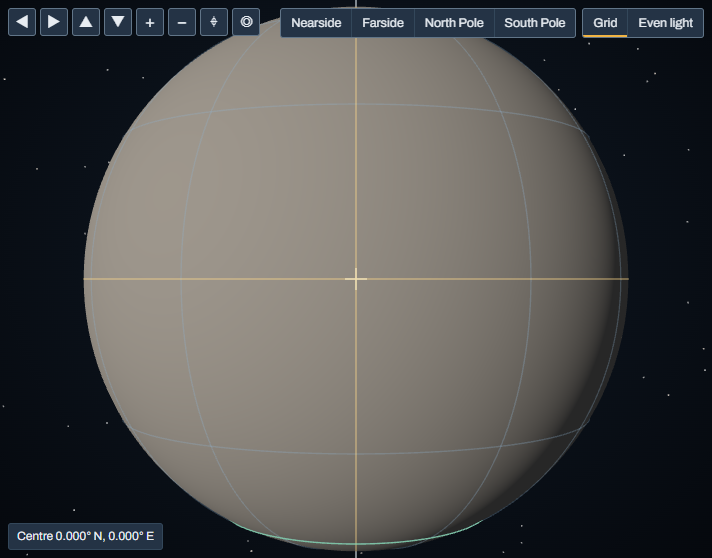 Nearside Farside North Pole South Pole Grid Even light
Centre 0.000° N, 0.000° E